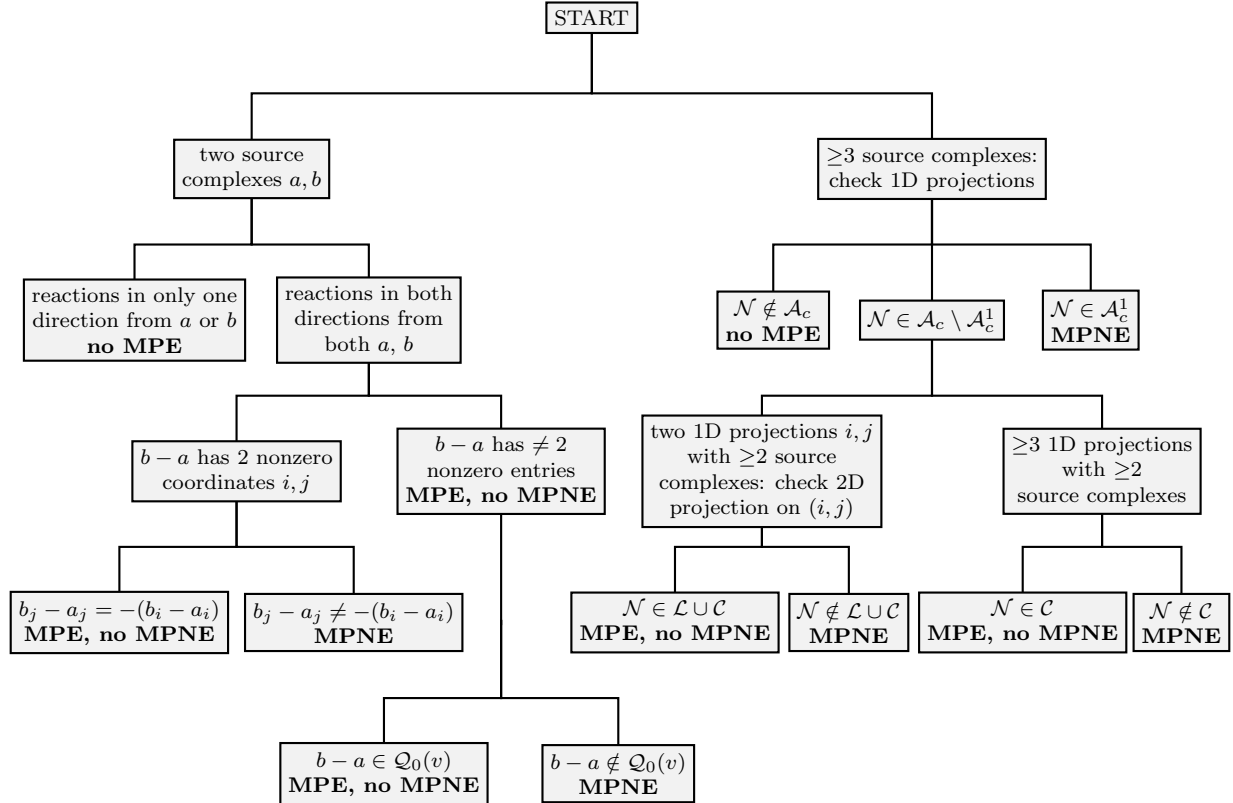 START
two source
complexes a, b
≥3 source complexes:
check 1D projections
reactions in only one
direction from a or b
no MPE
reactions in both
directions from
both a, b
𝒩 ∉ 𝒜_c
no MPE
𝒩 ∈ 𝒜_c \ 𝒜_c^1
𝒩 ∈ 𝒜_c^1
MPNE
b − a has 2 nonzero
coordinates i, j
b − a has ≠ 2
nonzero entries
MPE, no MPNE
two 1D projections i, j
with ≥2 source
complexes: check 2D
projection on (i, j)
≥3 1D projections
with ≥2
source complexes
b_j − a_j = −(b_i − a_i)
MPE, no MPNE
b_j − a_j ≠ −(b_i − a_i)
MPNE
𝒩 ∈ ℒ ∪ 𝒞
MPE, no MPNE
𝒩 ∉ ℒ ∪ 𝒞
MPNE
𝒩 ∈ 𝒞
MPE, no MPNE
𝒩 ∉ 𝒞
MPNE
b − a ∈ 𝒬_0(v)
MPE, no MPNE
b − a ∉ 𝒬_0(v)
MPNE